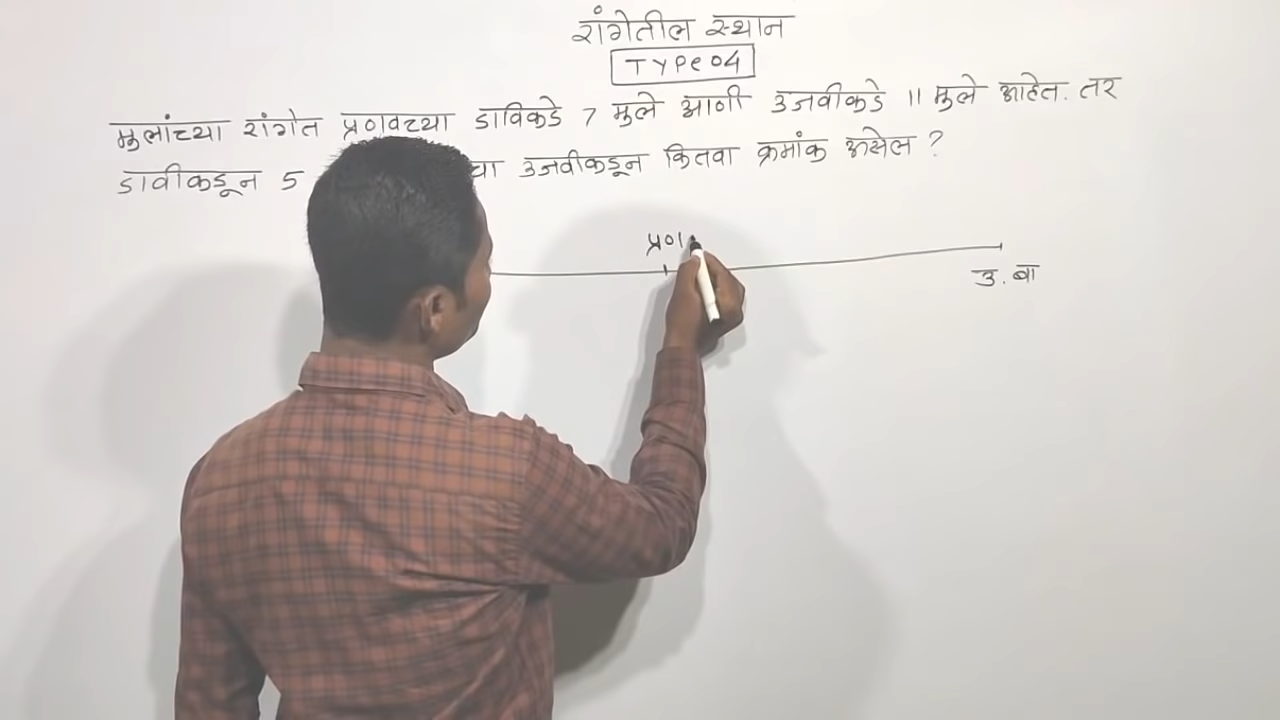 रांगेतील स्थान
TYPe 04
मुलांच्या रांगेत प्रणवच्या डाविकडे 7 मुले आणी उजवीकडे 11 मुले आहेत. तर
डावीकडून 5 चा उजवीकडून कितवा क्रमांक असेल ?
प्रण
उ. बा